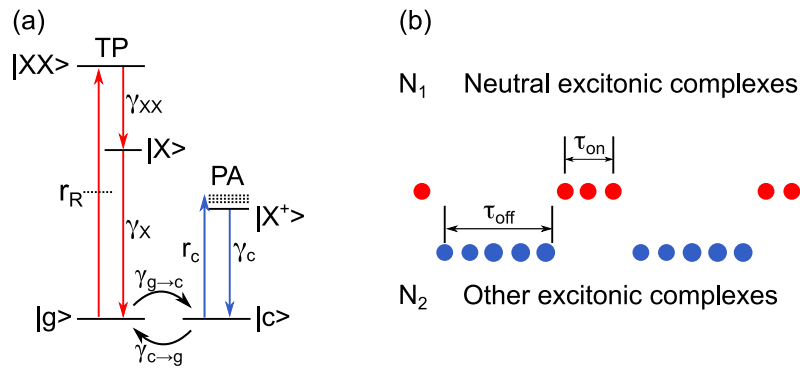 (a)
TP
|XX>
γXX
|X>
PA
rR
|X+>
γX
rc
γc
γg→c
|g>
|c>
γc→g
(b)
N1 Neutral excitonic complexes
τon
τoff
N2 Other excitonic complexes